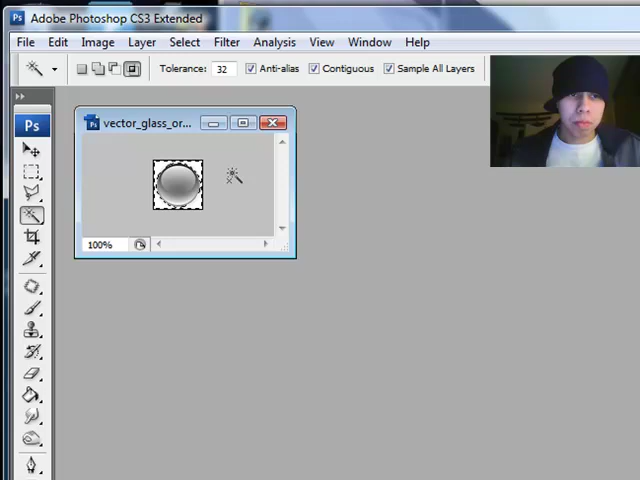 Ps Adobe Photoshop CS3 Extended
File Edit Image Layer Select Filter Analysis View Window Help
Tolerance: 32 Anti-alias Contiguous Sample All Layers
Ps
Ps vector_glass_or...
100%